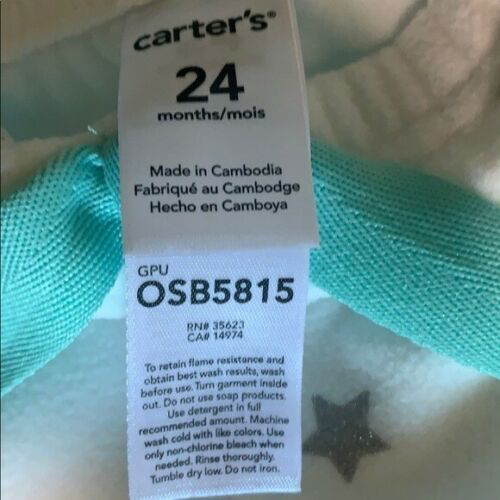 carter's®
24
months/mois
Made in Cambodia
Fabriqué au Cambodge
Hecho en Camboya
GPU
OSB5815
RN# 35623
CA# 14974
To retain flame resistance and
obtain best wash results, wash
before use. Turn garment inside
out. Do not use soap products.
Use detergent in full
recommended amount. Machine
wash cold with like colors. Use
only non-chlorine bleach when
needed. Rinse thoroughly.
Tumble dry low. Do not iron.